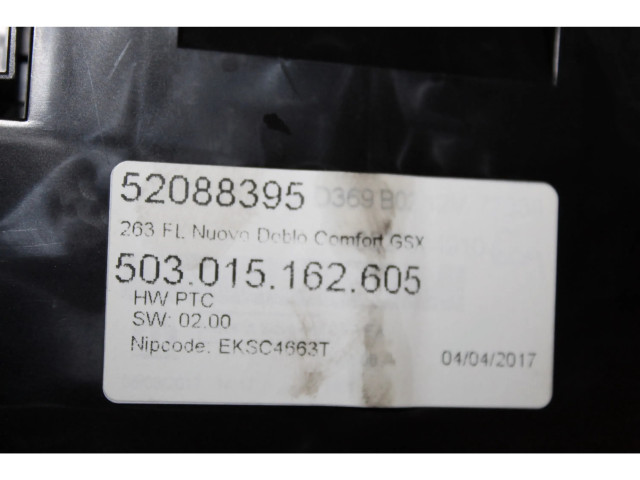 52088395
263 FL Nuovo Doblo Comfort GSX
503.015.162.605
HW PTC
SW: 02.00
Nipcode: EKSC4663T
04/04/2017